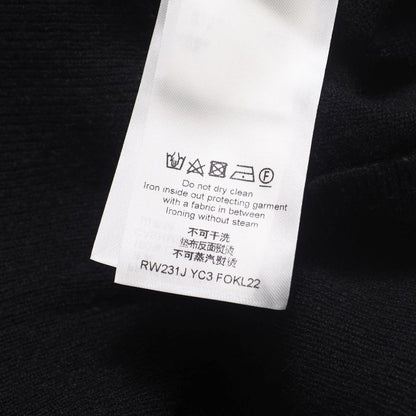 Do not dry clean
Iron inside out protecting garment
with a fabric in between
Ironing without steam
不可干洗
垫布反面熨烫
不可蒸汽熨烫
RW231J YC3 FOKL22